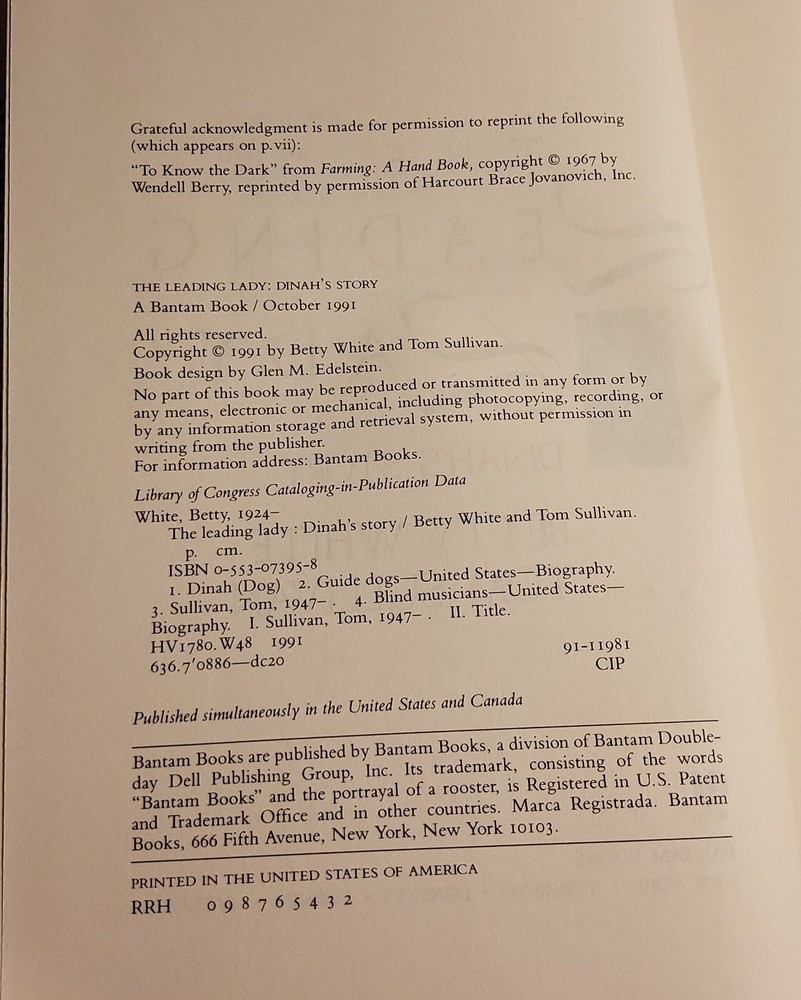 Grateful acknowledgment is made for permission to reprint the following
(which appears on p. vii):
“To Know the Dark” from Farming: A Hand Book, copyright © 1967 by
Wendell Berry, reprinted by permission of Harcourt Brace Jovanovich, Inc.
THE LEADING LADY: DINAH'S STORY
A Bantam Book / October 1991
All rights reserved.
Copyright © 1991 by Betty White and Tom Sullivan.
Book design by Glen M. Edelstein.
No part of this book may be reproduced or transmitted in any form or by
any means, electronic or mechanical, including photocopying, recording, or
by any information storage and retrieval system, without permission in
writing from the publisher.
For information address: Bantam Books.
Library of Congress Cataloging-in-Publication Data
White, Betty, 1924–
The leading lady : Dinah's story / Betty White and Tom Sullivan.
p. cm.
ISBN 0-553-07395-8
1. Dinah (Dog) 2. Guide dogs—United States—Biography.
3. Sullivan, Tom, 1947– . 4. Blind musicians—United States—
Biography. I. Sullivan, Tom, 1947– . II. Title.
HV1780.W48 1991
91-11981
636.7'0886—dc20
CIP
Published simultaneously in the United States and Canada
Bantam Books are published by Bantam Books, a division of Bantam Double-
day Dell Publishing Group, Inc. Its trademark, consisting of the words
“Bantam Books” and the portrayal of a rooster, is Registered in U.S. Patent
and Trademark Office and in other countries. Marca Registrada. Bantam
Books, 666 Fifth Avenue, New York, New York 10103.
PRINTED IN THE UNITED STATES OF AMERICA
RRH 0 9 8 7 6 5 4 3 2